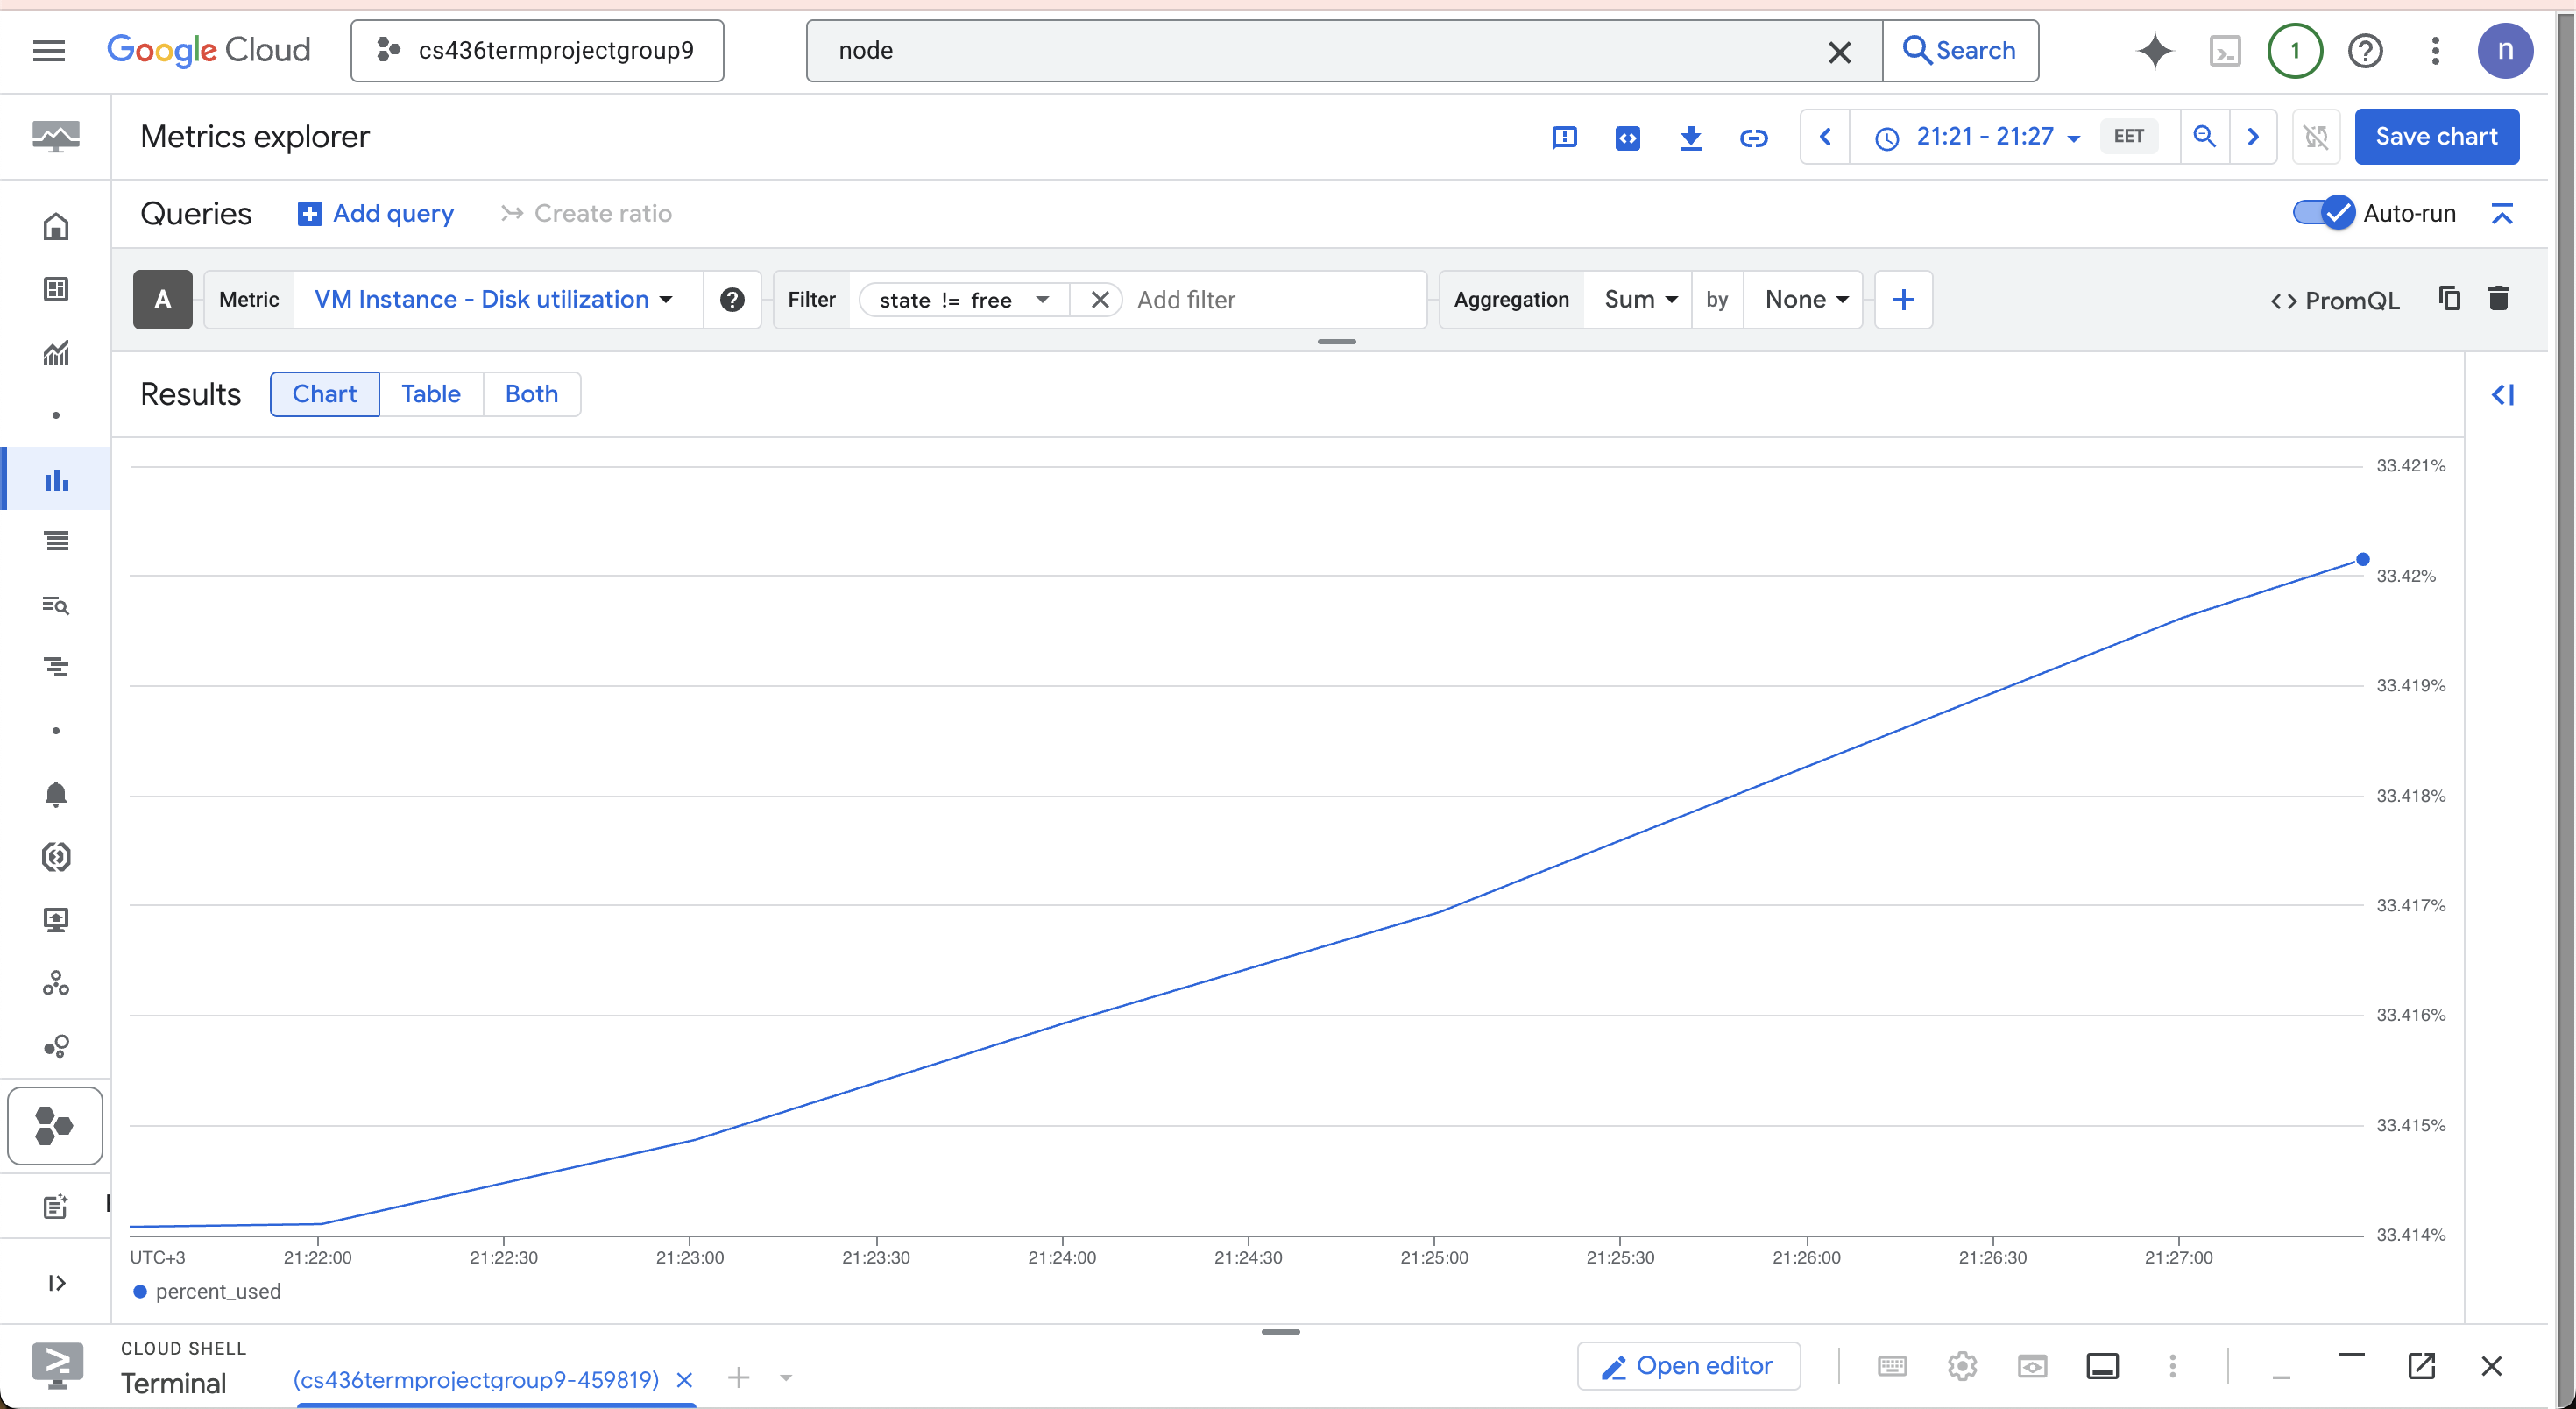 Google Cloud
cs436termprojectgroup9
node
Search
1
n
Metrics explorer
21:21 - 21:27
EET
Save chart
Queries
Add query
Create ratio
Auto-run
A
Metric
VM Instance - Disk utilization
Filter
state != free
Add filter
Aggregation
Sum
by
None
<> PromQL
Results
Chart
Table
Both
33.421%
33.42%
33.419%
33.418%
33.417%
33.416%
33.415%
33.414%
UTC+3
21:22:00
21:22:30
21:23:00
21:23:30
21:24:00
21:24:30
21:25:00
21:25:30
21:26:00
21:26:30
21:27:00
percent_used
CLOUD SHELL
Terminal
(cs436termprojectgroup9-459819)
Open editor